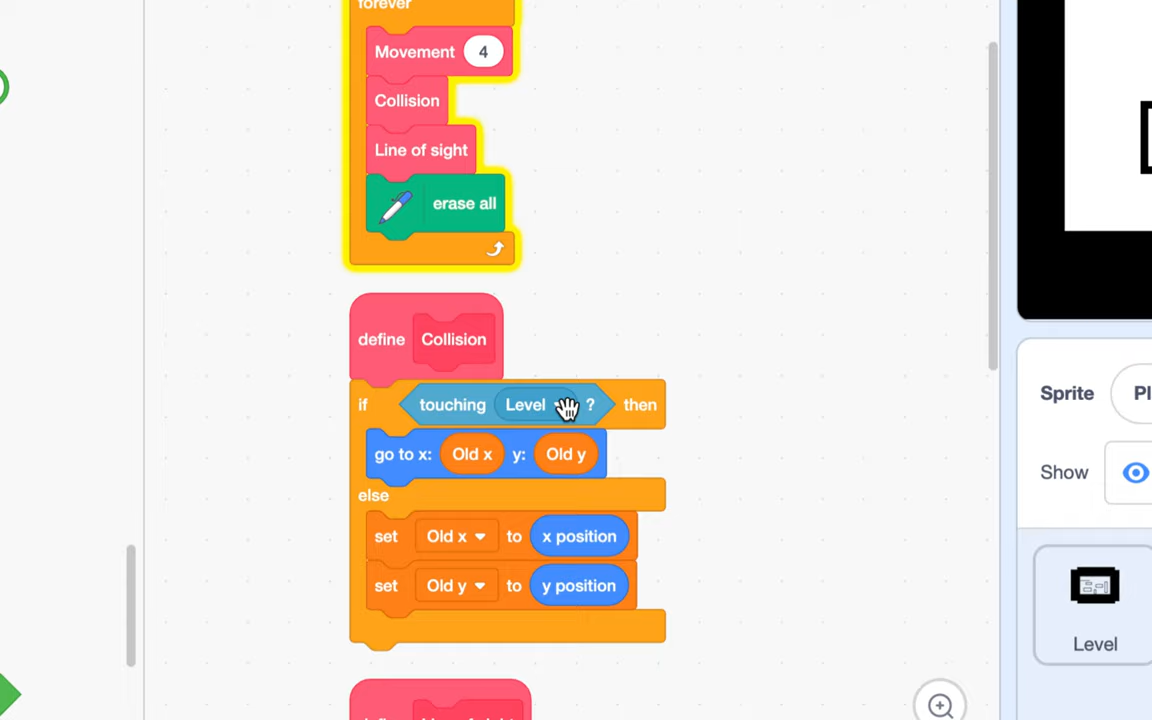 forever
Movement 4
Collision
Line of sight
erase all
define Collision
if touching Level ? then
go to x: Old x y: Old y
else
set Old x to x position
set Old y to y position
Sprite Pl
Show
Level